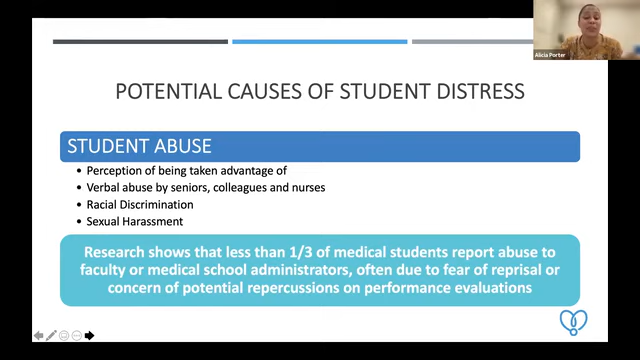 Alicia Porter
POTENTIAL CAUSES OF STUDENT DISTRESS
STUDENT ABUSE
• Perception of being taken advantage of
• Verbal abuse by seniors, colleagues and nurses
• Racial Discrimination
• Sexual Harassment
Research shows that less than 1/3 of medical students report abuse to
faculty or medical school administrators, often due to fear of reprisal or
concern of potential repercussions on performance evaluations